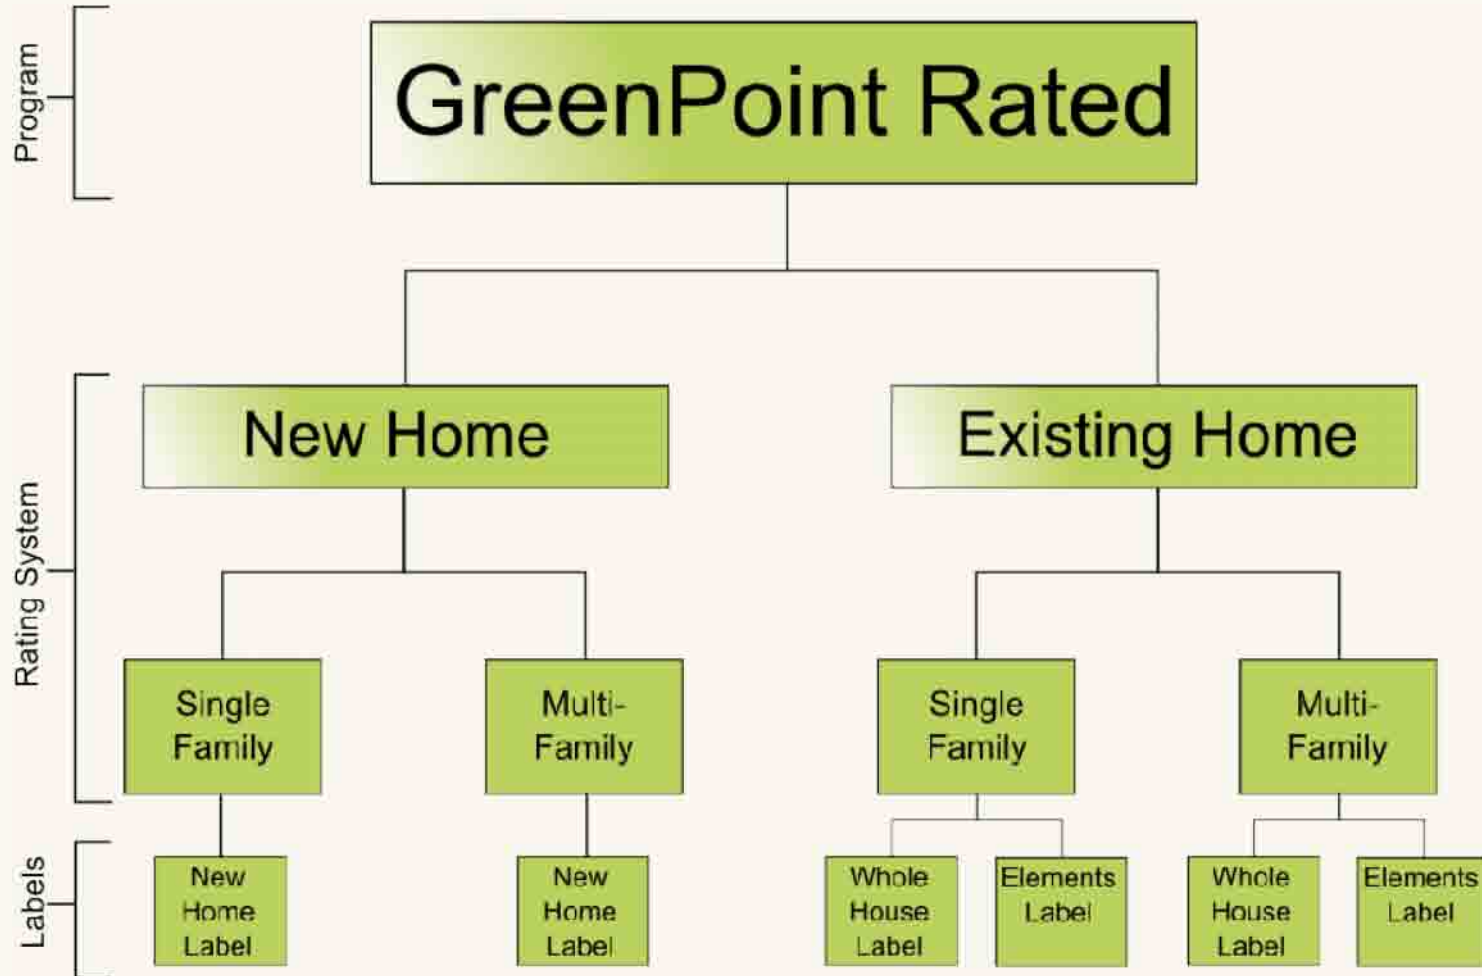 Program
GreenPoint Rated
Rating System
New Home
Existing Home
Single
Family
Multi-
Family
Single
Family
Multi-
Family
Labels
New
Home
Label
New
Home
Label
Whole
House
Label
Elements
Label
Whole
House
Label
Elements
Label